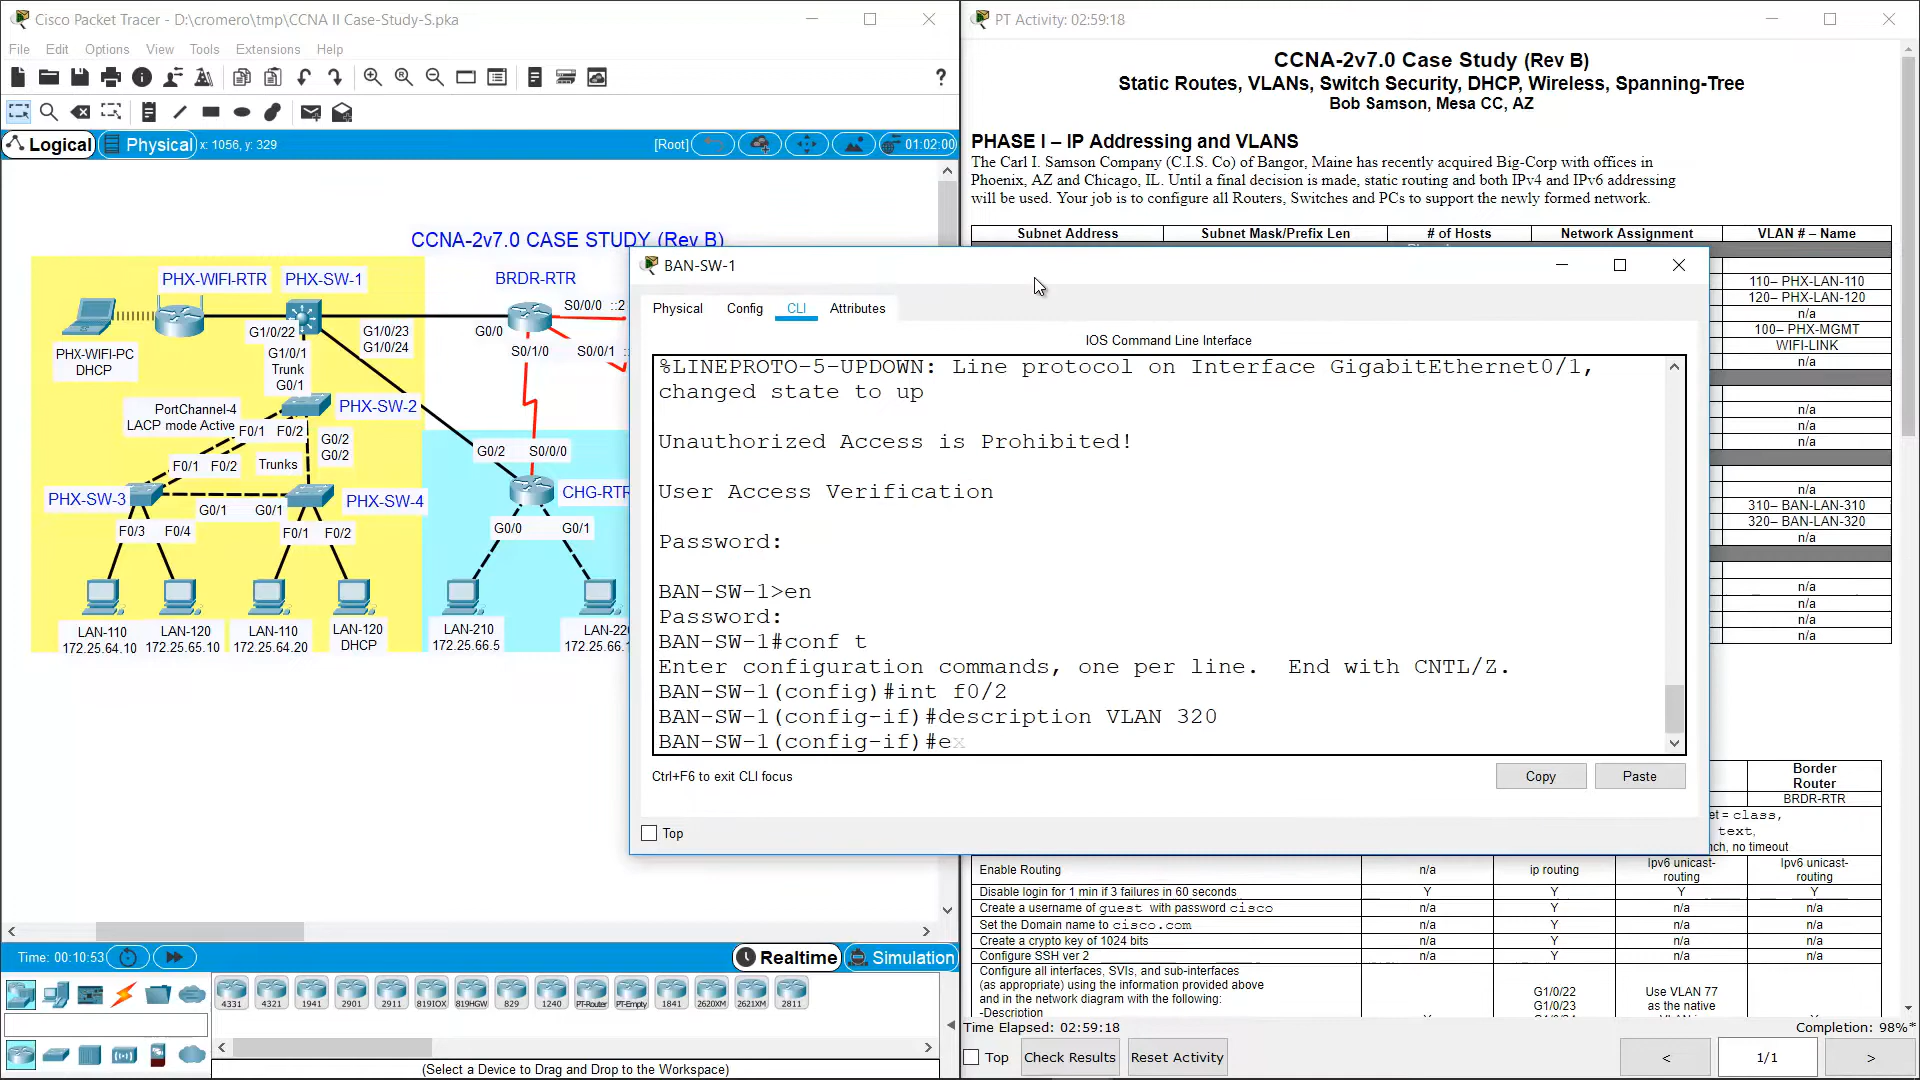 Cisco Packet Tracer - D:\cromero\tmp\CCNA II Case-Study-S.pka
File Edit Options View Tools Extensions Help
?
Logical Physical x: 1056, y: 329 [Root] 01:02:00
CCNA-2v7.0 CASE STUDY (Rev B)
PHX-WIFI-RTR PHX-SW-1 BRDR-RTR
S0/0/0 ::2
G1/0/22 G1/0/23 G1/0/24 G0/0
PHX-WIFI-PC
DHCP
G1/0/1
Trunk
G0/1
S0/1/0 S0/0/1
PortChannel-4
LACP mode Active
PHX-SW-2
F0/1 F0/2
G0/2
G0/2
F0/1 F0/2 Trunks
G0/2 S0/0/0
PHX-SW-3 PHX-SW-4 CHG-RTR
G0/1 G0/1
F0/3 F0/4 F0/1 F0/2
G0/0 G0/1
LAN-110
172.25.64.10
LAN-120
172.25.65.10
LAN-110
172.25.64.20
LAN-120
DHCP
LAN-210
172.25.66.5
LAN-220
172.25.66.1
Time: 00:10:53 Realtime Simulation
4331 4321 1941 2901 2911 819IOX 819HGW 829 1240 PT-Router PT-Empty 1841 2620XM 2621XM 2811
(Select a Device to Drag and Drop to the Workspace)
BAN-SW-1
Physical Config CLI Attributes
IOS Command Line Interface
%LINEPROTO-5-UPDOWN: Line protocol on Interface GigabitEthernet0/1,
changed state to up
Unauthorized Access is Prohibited!
User Access Verification
Password:
BAN-SW-1>en
Password:
BAN-SW-1#conf t
Enter configuration commands, one per line.  End with CNTL/Z.
BAN-SW-1(config)#int f0/2
BAN-SW-1(config-if)#description VLAN 320
BAN-SW-1(config-if)#ex
Ctrl+F6 to exit CLI focus Copy Paste
Top
PT Activity: 02:59:18
CCNA-2v7.0 Case Study (Rev B)
Static Routes, VLANs, Switch Security, DHCP, Wireless, Spanning-Tree
Bob Samson, Mesa CC, AZ
PHASE I – IP Addressing and VLANS
The Carl I. Samson Company (C.I.S. Co) of Bangor, Maine has recently acquired Big-Corp with offices in
Phoenix, AZ and Chicago, IL. Until a final decision is made, static routing and both IPv4 and IPv6 addressing
will be used. Your job is to configure all Routers, Switches and PCs to support the newly formed network.
Subnet Address Subnet Mask/Prefix Len # of Hosts Network Assignment VLAN # – Name
110– PHX-LAN-110
120– PHX-LAN-120
n/a
100– PHX-MGMT
WIFI-LINK
n/a
n/a
n/a
n/a
n/a
310– BAN-LAN-310
320– BAN-LAN-320
n/a
n/a
n/a
n/a
n/a
Border
Router
BRDR-RTR
et = class,
text,
nch, no timeout
Enable Routing n/a ip routing Ipv6 unicast-routing Ipv6 unicast-routing
Disable login for 1 min if 3 failures in 60 seconds Y Y Y Y
Create a username of guest with password cisco n/a Y n/a n/a
Set the Domain name to cisco.com n/a Y n/a n/a
Create a crypto key of 1024 bits n/a Y n/a n/a
Configure SSH ver 2 n/a Y n/a n/a
Configure all interfaces, SVIs, and sub-interfaces
(as appropriate) using the information provided above
and in the network diagram with the following:
-Description
G1/0/22
G1/0/23
Use VLAN 77
as the native
Time Elapsed: 02:59:18 Completion: 98%*
Top Check Results Reset Activity < 1/1 >